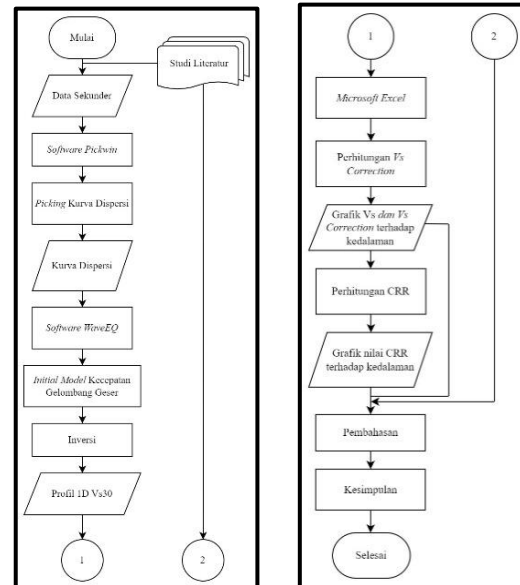 Mulai
Studi Literatur
Data Sekunder
Software Pickwin
Picking Kurva Dispersi
Kurva Dispersi
Software WaveEQ
Initial Model Kecepatan
Gelombang Geser
Inversi
Profil 1D Vs30
1
2
1
2
Microsoft Excel
Perhitungan Vs
Correction
Grafik Vs dan Vs
Correction terhadap
kedalaman
Perhitungan CRR
Grafik nilai CRR
terhadap kedalaman
Pembahasan
Kesimpulan
Selesai